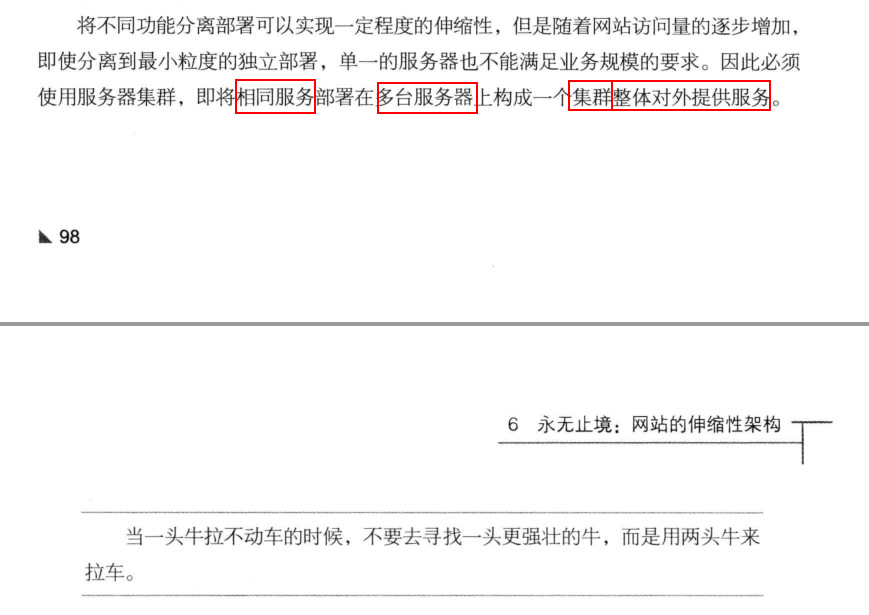 将不同功能分离部署可以实现一定程度的伸缩性，但是随着网站访问量的逐步增加，
即使分离到最小粒度的独立部署，单一的服务器也不能满足业务规模的要求。因此必须
使用服务器集群，即将相同服务部署在多台服务器上构成一个集群整体对外提供服务。
98
6 永无止境：网站的伸缩性架构
当一头牛拉不动车的时候，不要去寻找一头更强壮的牛，而是用两头牛来
拉车。